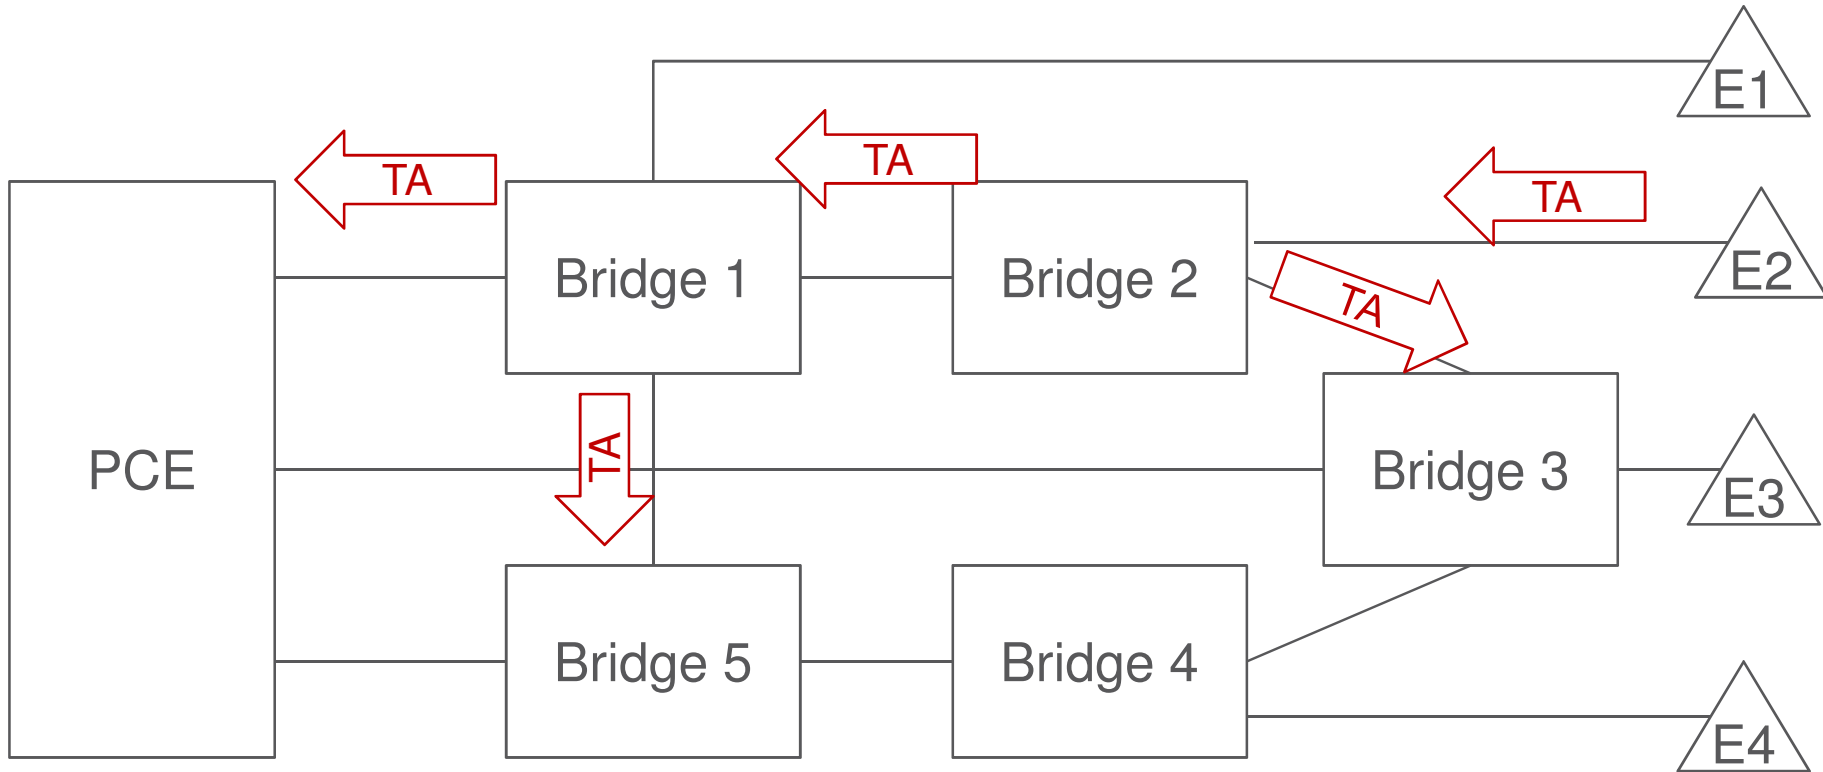 E1
TA
TA
TA
Bridge 1
Bridge 2
E2
TA
TA
PCE
Bridge 3
E3
Bridge 5
Bridge 4
E4